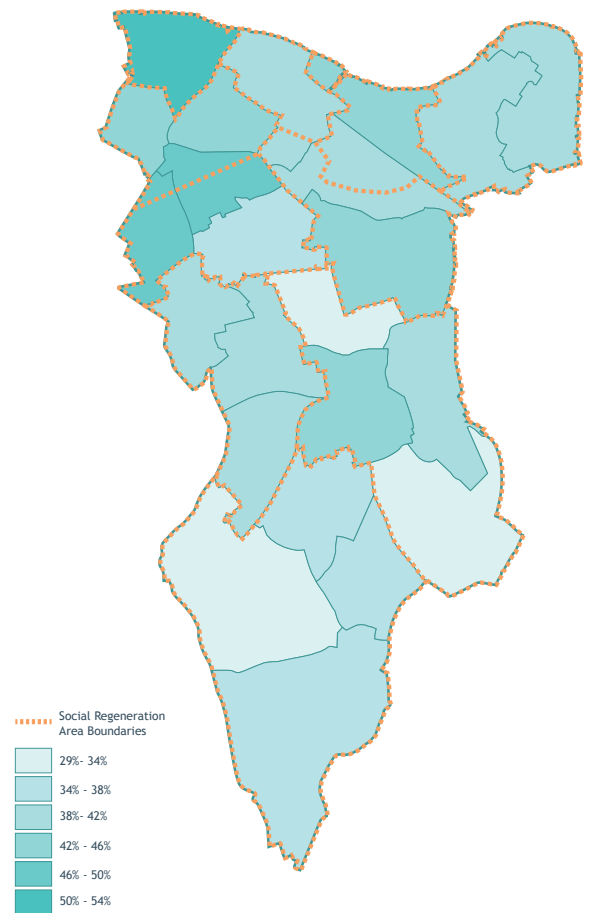 Social Regeneration
Area Boundaries
29%- 34%
34% - 38%
38%- 42%
42% - 46%
46% - 50%
50% - 54%